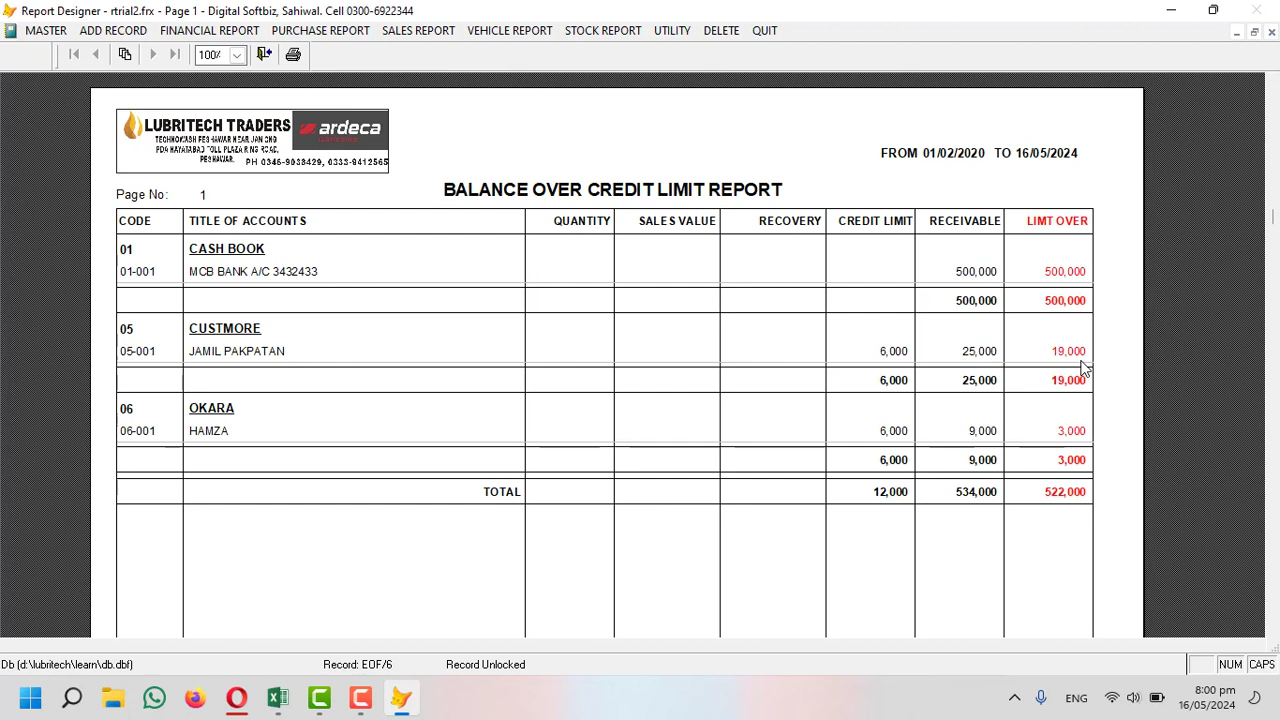 Report Designer - rtrial2.frx - Page 1 - Digital Softbiz, Sahiwal. Cell 0300-6922344
MASTER ADD RECORD FINANCIAL REPORT PURCHASE REPORT SALES REPORT VEHICLE REPORT STOCK REPORT UTILITY DELETE QUIT
100%
LUBRITECH TRADERS ardeca
PH 0346-9038429, 0333-9412565
FROM 01/02/2020 TO 16/05/2024
Page No: 1 BALANCE OVER CREDIT LIMIT REPORT
CODE TITLE OF ACCOUNTS QUANTITY SALES VALUE RECOVERY CREDIT LIMIT RECEIVABLE LIMT OVER
01 CASH BOOK
01-001 MCB BANK A/C 3432433 500,000 500,000
500,000 500,000
05 CUSTMORE
05-001 JAMIL PAKPATAN 6,000 25,000 19,000
6,000 25,000 19,000
06 OKARA
06-001 HAMZA 6,000 9,000 3,000
6,000 9,000 3,000
TOTAL 12,000 534,000 522,000
Db (d:\lubritech\learn\db.dbf) Record: EOF/6 Record Unlocked NUM CAPS
ENG 8:00 pm
16/05/2024